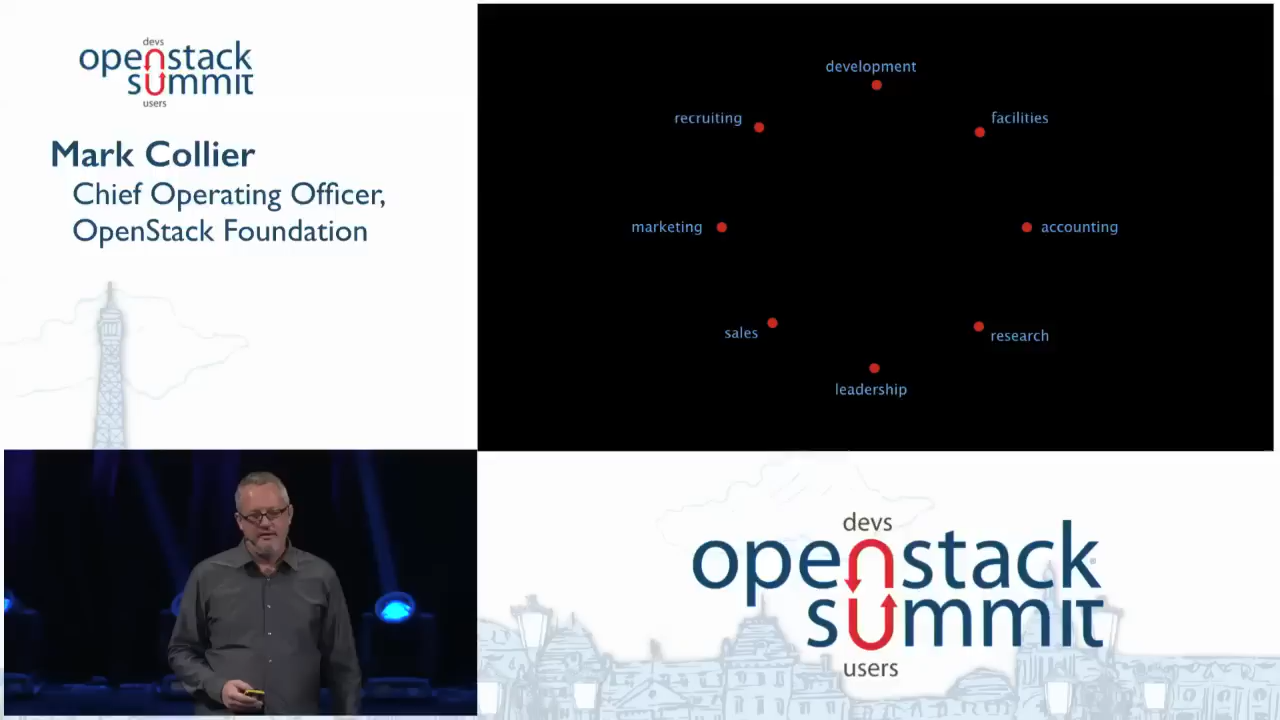 devs
openstack
summit
users
Mark Collier
Chief Operating Officer,
OpenStack Foundation
development
recruiting
facilities
marketing
accounting
sales
research
leadership
devs
openstack
summit
users